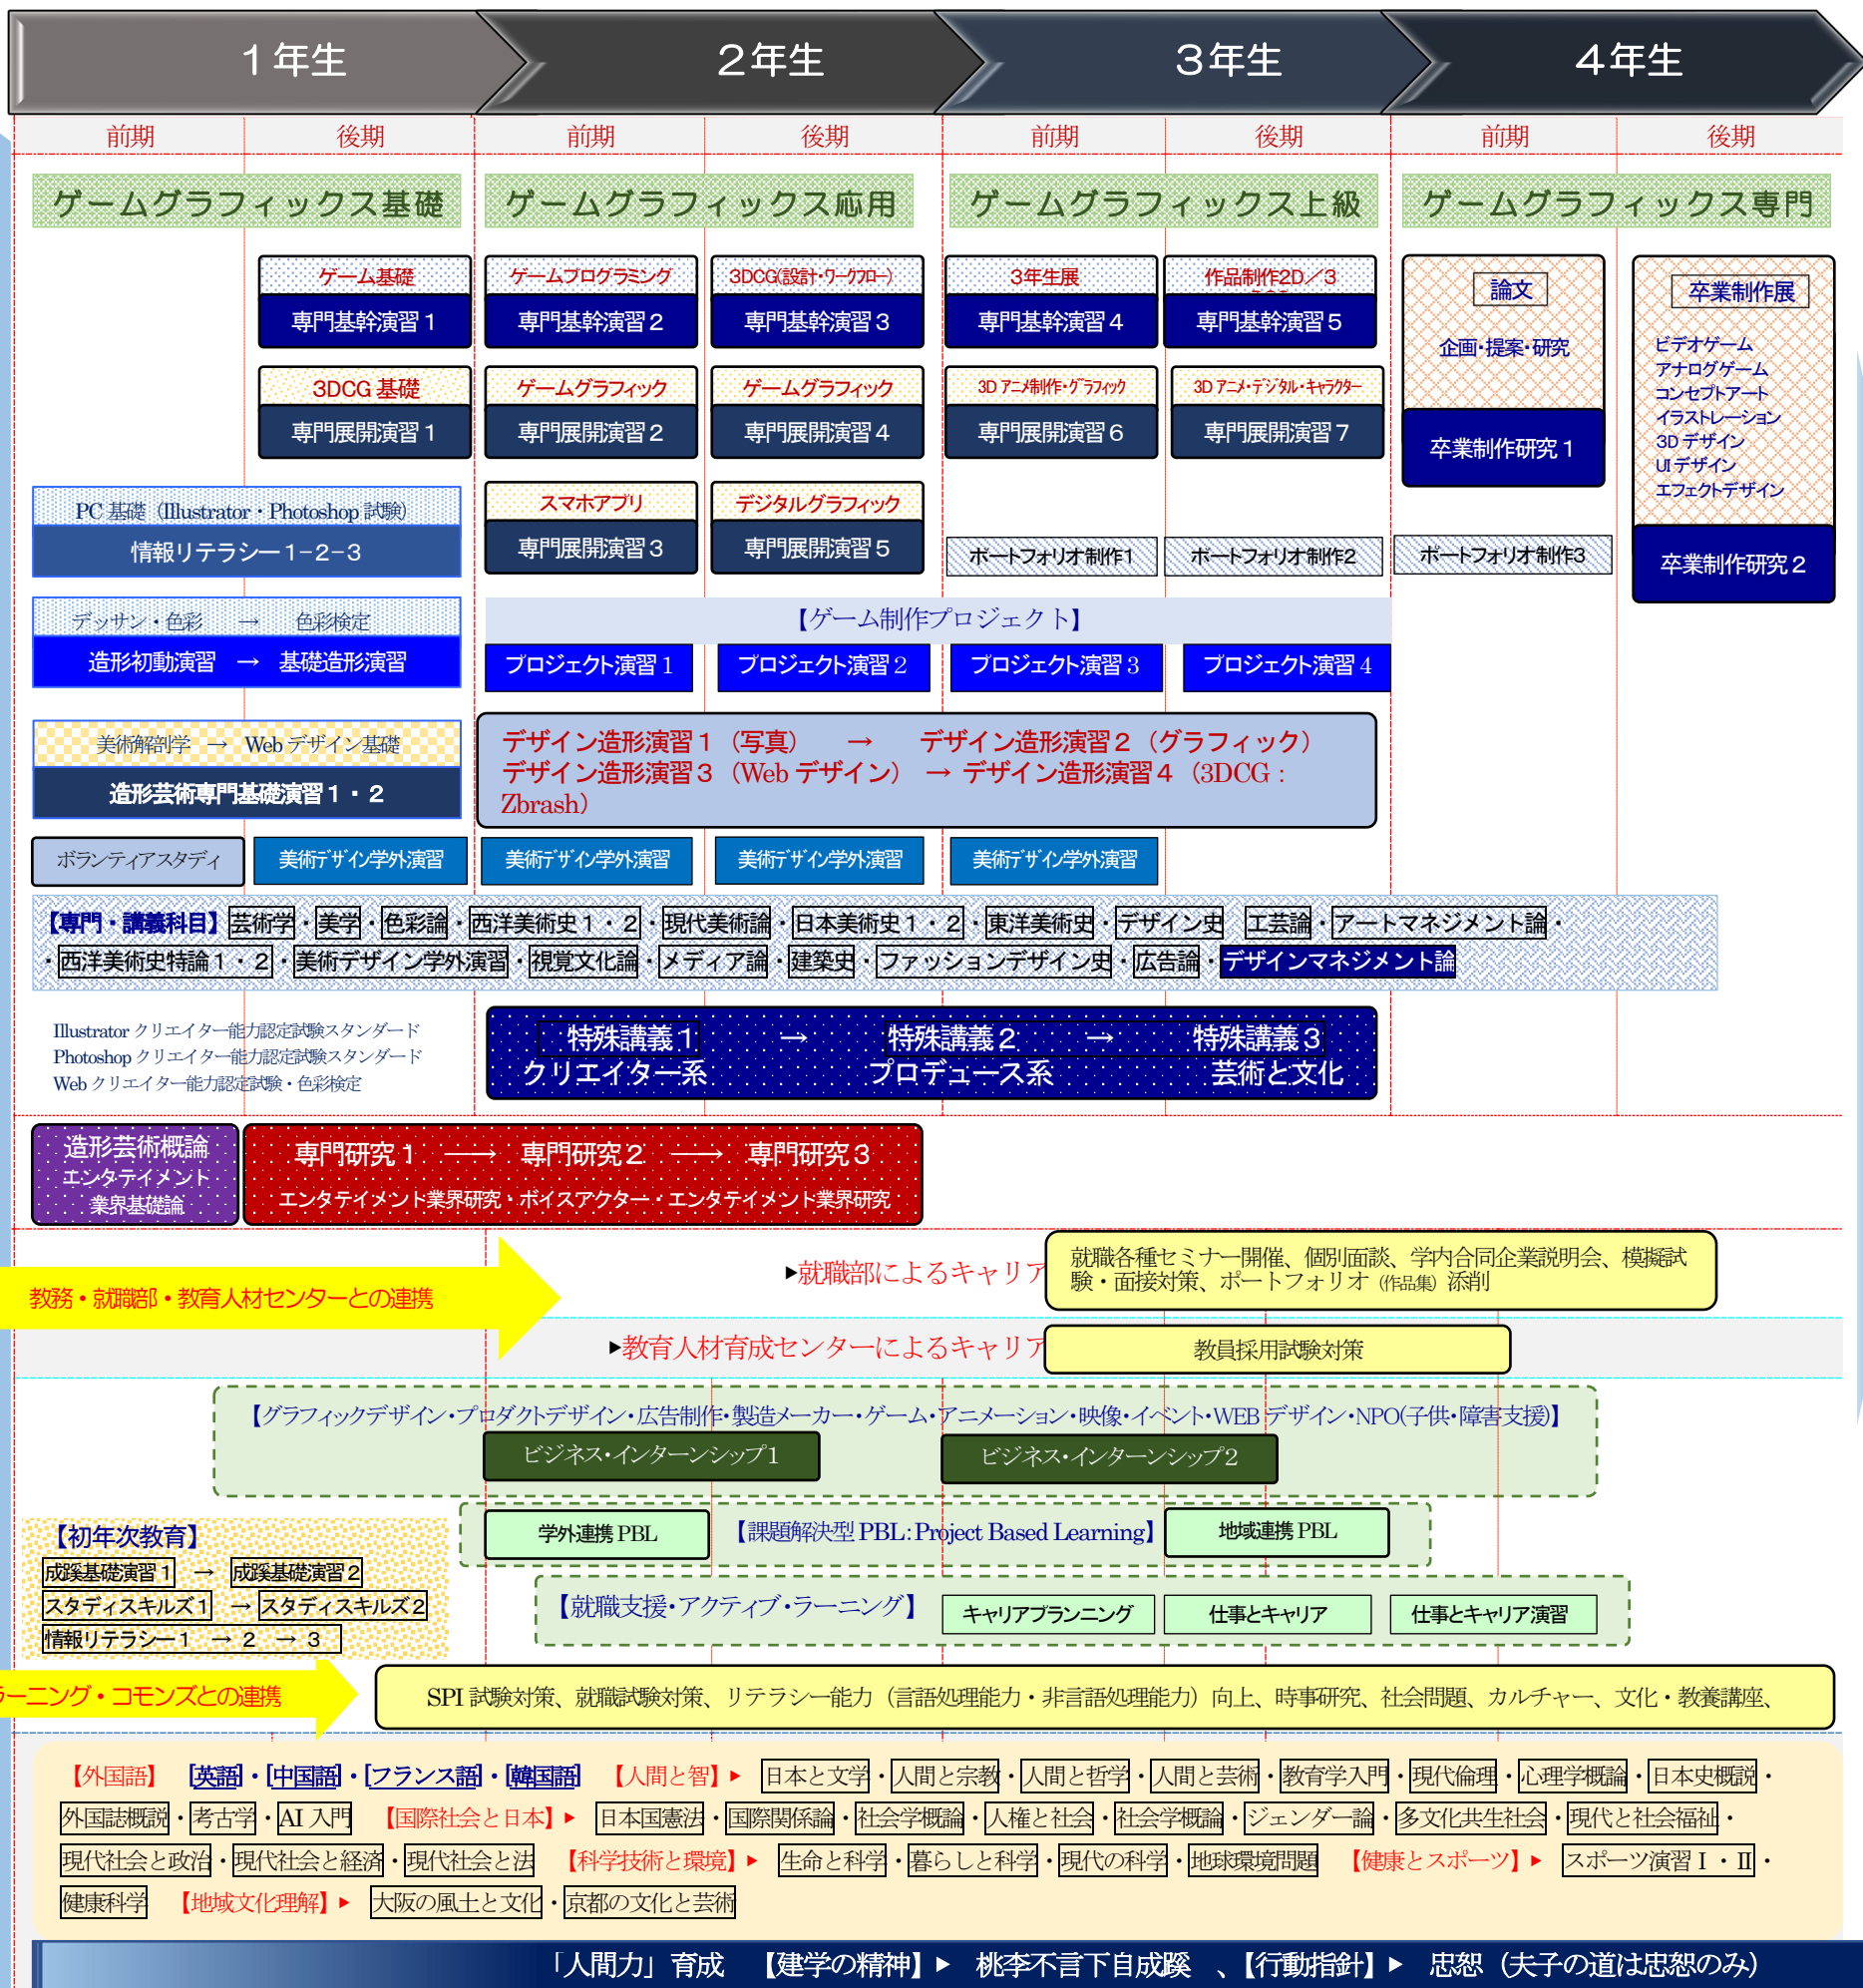 1年生 2年生 3年生 4年生
前期 後期 前期 後期 前期 後期 前期 後期
ゲームグラフィックス基礎 ゲームグラフィックス応用 ゲームグラフィックス上級 ゲームグラフィックス専門
ゲーム基礎 ゲームプログラミング 3DCG(設計・ワークフロー) 3年生展 作品制作2D／3
専門基幹演習1 専門基幹演習2 専門基幹演習3 専門基幹演習4 専門基幹演習5
3DCG 基礎 ゲームグラフィック ゲームグラフィック 3D アニメ制作・グラフィック 3D アニメ・デジタル・キャラクター
専門展開演習1 専門展開演習2 専門展開演習4 専門展開演習6 専門展開演習7
論文
企画・提案・研究
卒業制作研究1
卒業制作展
ビデオゲーム
アナログゲーム
コンセプトアート
イラストレーション
3D デザイン
UI デザイン
エフェクトデザイン
卒業制作研究2
PC 基礎（Illustrator・Photoshop 試験）
情報リテラシー1-2-3
スマホアプリ デジタルグラフィック
専門展開演習3 専門展開演習5
ポートフォリオ制作1 ポートフォリオ制作2 ポートフォリオ制作3
デッサン・色彩 → 色彩検定
造形初動演習 → 基礎造形演習
【ゲーム制作プロジェクト】
プロジェクト演習1 プロジェクト演習2 プロジェクト演習3 プロジェクト演習4
美術解剖学 → Web デザイン基礎
造形芸術専門基礎演習1・2
デザイン造形演習1（写真） → デザイン造形演習2（グラフィック）
デザイン造形演習3（Web デザイン） → デザイン造形演習4（3DCG：
Zbrash）
ボランティアスタディ 美術デザイン学外演習 美術デザイン学外演習 美術デザイン学外演習 美術デザイン学外演習
【専門・講義科目】芸術学・美学・色彩論・西洋美術史1・2・現代美術論・日本美術史1・2・東洋美術史・デザイン史 工芸論・アートマネジメント論・
・西洋美術史特論1・2・美術デザイン学外演習・視覚文化論・メディア論・建築史・ファッションデザイン史・広告論・デザインマネジメント論
Illustrator クリエイター能力認定試験スタンダード
Photoshop クリエイター能力認定試験スタンダード
Web クリエイター能力認定試験・色彩検定
特殊講義1 → 特殊講義2 → 特殊講義3
クリエイター系 プロデュース系 芸術と文化
造形芸術概論
エンタテイメント
業界基礎論
専門研究1 → 専門研究2 → 専門研究3
エンタテイメント業界研究・ボイスアクター・エンタテイメント業界研究
教務・就職部・教育人材センターとの連携
▶就職部によるキャリア
就職各種セミナー開催、個別面談、学内合同企業説明会、模擬試
験・面接対策、ポートフォリオ（作品集）添削
▶教育人材育成センターによるキャリア
教員採用試験対策
【グラフィックデザイン・プロダクトデザイン・広告制作・製造メーカー・ゲーム・アニメーション・映像・イベント・WEB デザイン・NPO(子供・障害支援)】
ビジネス・インターンシップ1 ビジネス・インターンシップ2
学外連携 PBL 【課題解決型 PBL:Project Based Learning】 地域連携 PBL
【初年次教育】
成蹊基礎演習1 → 成蹊基礎演習2
スタディスキルズ1 → スタディスキルズ2
情報リテラシー1 → 2 → 3
【就職支援・アクティブ・ラーニング】 キャリアプランニング 仕事とキャリア 仕事とキャリア演習
ラーニング・コモンズとの連携
SPI 試験対策、就職試験対策、リテラシー能力（言語処理能力・非言語処理能力）向上、時事研究、社会問題、カルチャー、文化・教養講座、
【外国語】 [英語]・[中国語]・[フランス語]・[韓国語] 【人間と智】▶ 日本と文学・人間と宗教・人間と哲学・人間と芸術・教育学入門・現代倫理・心理学概論・日本史概説・
外国誌概説・考古学・AI 入門 【国際社会と日本】▶ 日本国憲法・国際関係論・社会学概論・人権と社会・社会学概論・ジェンダー論・多文化共生社会・現代と社会福祉・
現代社会と政治・現代社会と経済・現代社会と法 【科学技術と環境】▶ 生命と科学・暮らしと科学・現代の科学・地球環境問題 【健康とスポーツ】▶ スポーツ演習Ⅰ・Ⅱ・
健康科学 【地域文化理解】▶ 大阪の風土と文化・京都の文化と芸術
「人間力」育成 【建学の精神】▶ 桃李不言下自成蹊 、【行動指針】▶ 忠恕（夫子の道は忠恕のみ）